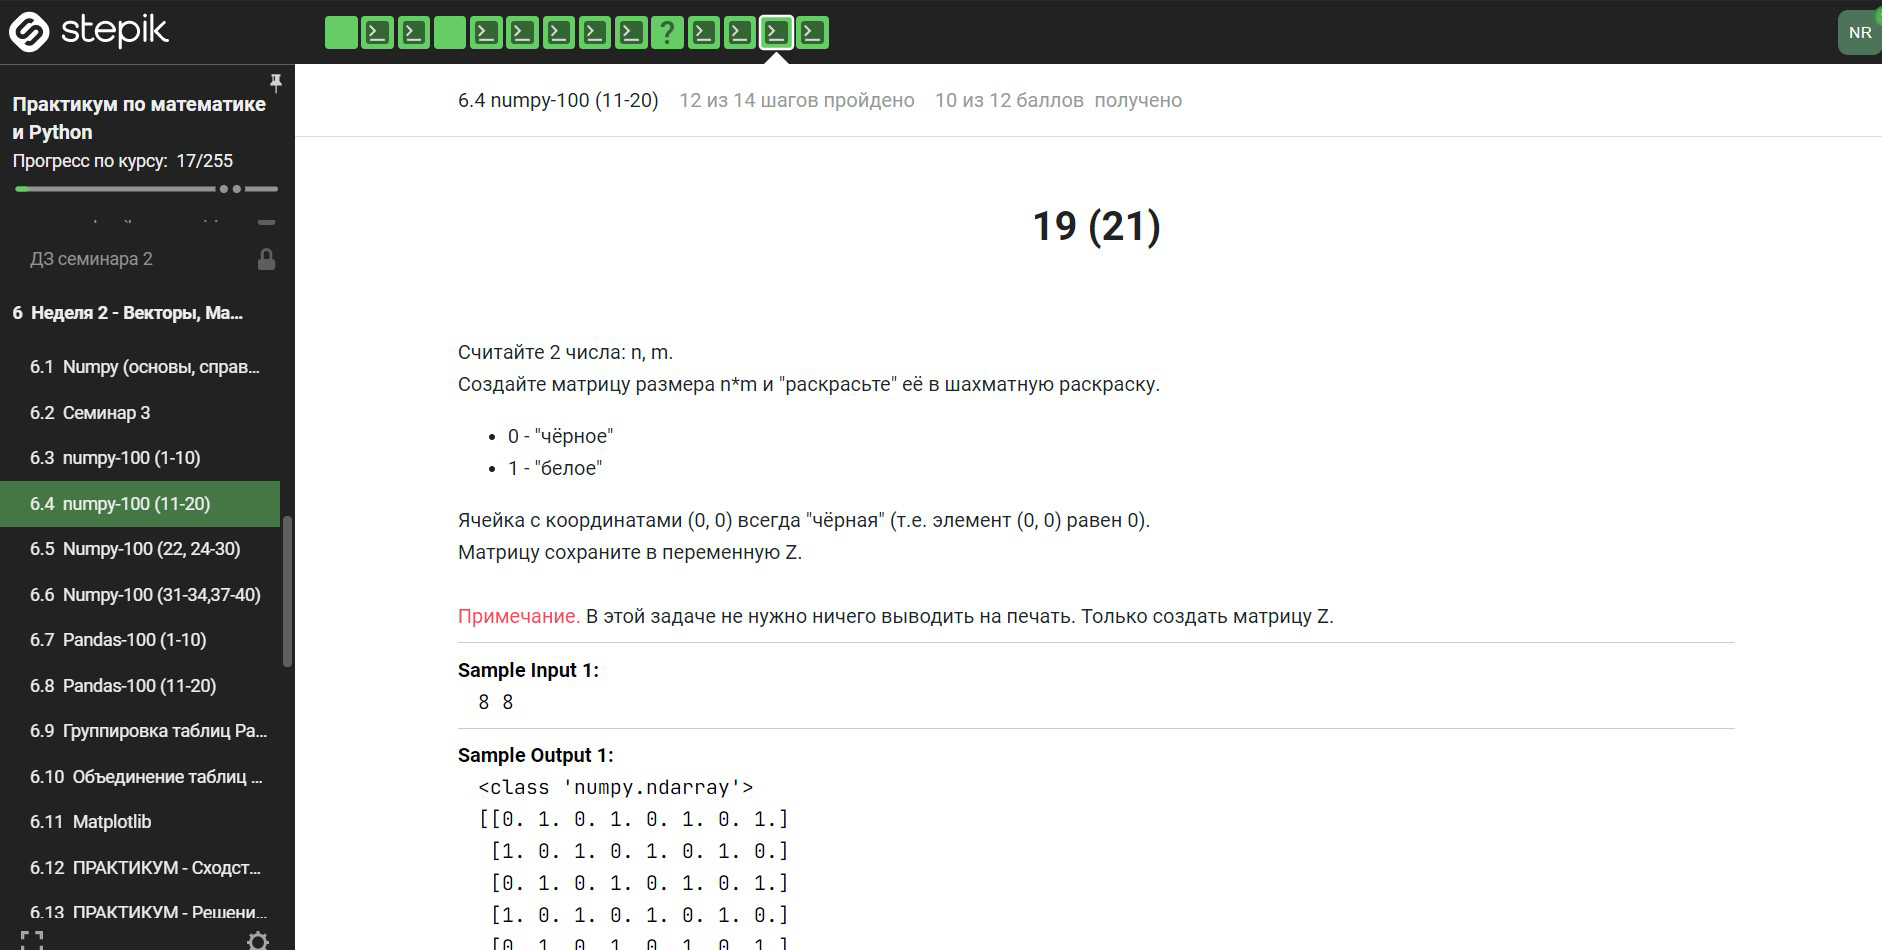 stepik
?
NR
Практикум по математике
и Python
Прогресс по курсу: 17/255
ДЗ семинара 2
6 Неделя 2 - Векторы, Ма...
6.1 Numpy (основы, справ...
6.2 Семинар 3
6.3 numpy-100 (1-10)
6.4 numpy-100 (11-20)
6.5 Numpy-100 (22, 24-30)
6.6 Numpy-100 (31-34,37-40)
6.7 Pandas-100 (1-10)
6.8 Pandas-100 (11-20)
6.9 Группировка таблиц Pa...
6.10 Объединение таблиц ...
6.11 Matplotlib
6.12 ПРАКТИКУМ - Сходст...
6.13 ПРАКТИКУМ - Решени...
6.4 numpy-100 (11-20) 12 из 14 шагов пройдено 10 из 12 баллов получено
19 (21)
Считайте 2 числа: n, m.
Создайте матрицу размера n*m и "раскрасьте" её в шахматную раскраску.
• 0 - "чёрное"
• 1 - "белое"
Ячейка с координатами (0, 0) всегда "чёрная" (т.е. элемент (0, 0) равен 0).
Матрицу сохраните в переменную Z.
Примечание. В этой задаче не нужно ничего выводить на печать. Только создать матрицу Z.
Sample Input 1:
8 8
Sample Output 1:
<class 'numpy.ndarray'>
[[0. 1. 0. 1. 0. 1. 0. 1.]
[1. 0. 1. 0. 1. 0. 1. 0.]
[0. 1. 0. 1. 0. 1. 0. 1.]
[1. 0. 1. 0. 1. 0. 1. 0.]
[0. 1. 0. 1. 0. 1. 0. 1.]